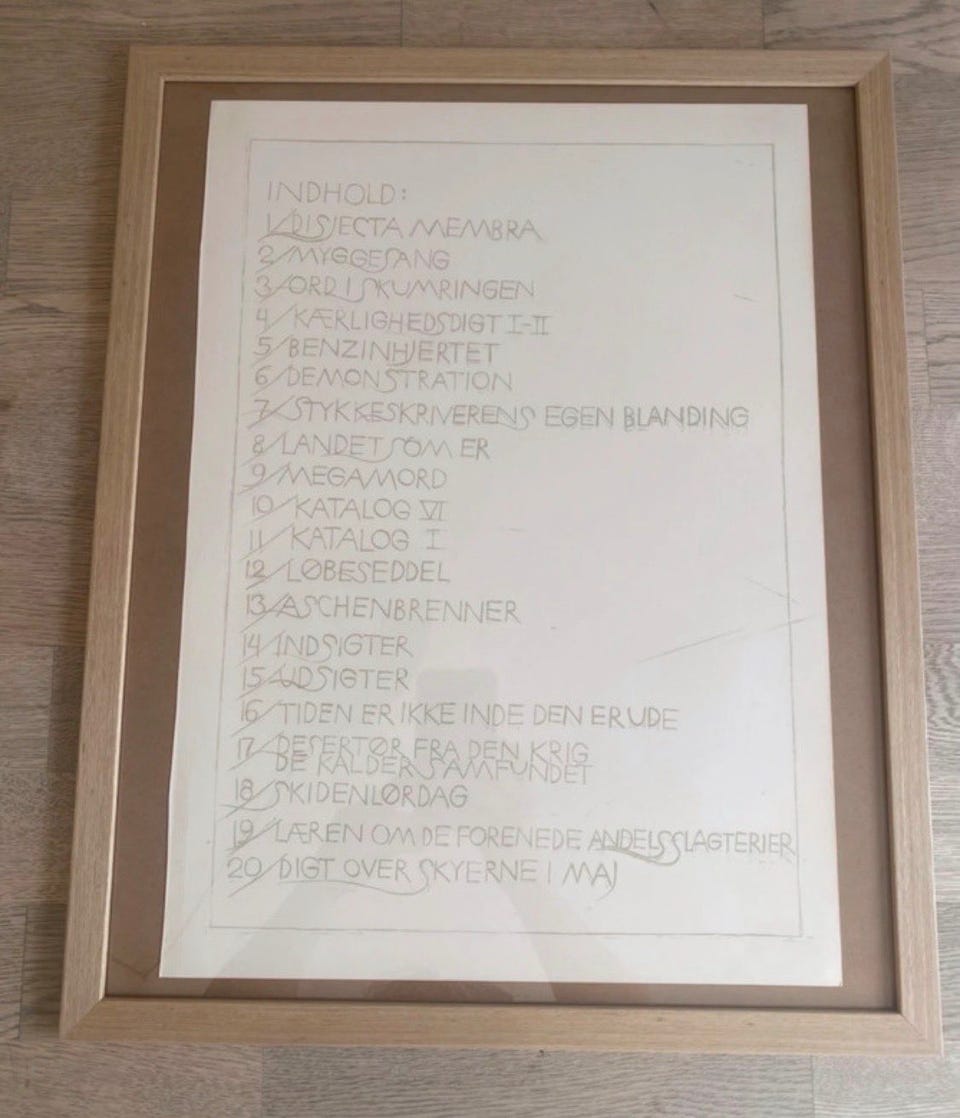 INDHOLD:
1/DISJECTA MEMBRA
2/MYGGESANG
3/ORD I SKUMRINGEN
4/KÆRLIGHEDSDIGT I-II
5/BENZINHJERTET
6/DEMONSTRATION
7/STYKKESKRIVERENS EGEN BLANDING
8/LANDET SOM ER
9/MEGAMORD
10/KATALOG VI
11/KATALOG I
12/LØBESEDDEL
13/ASCHENBRENNER
14/INDSIGTER
15/UDSIGTER
16/TIDEN ER IKKE INDE DEN ER UDE
17/DESERTØR FRA DEN KRIG
DE KALDER SAMFUNDET
18/SKIDENLØRDAG
19/LÆREN OM DE FORENEDE ANDELSSLAGTERIER
20/DIGT OVER SKYERNE I MAJ